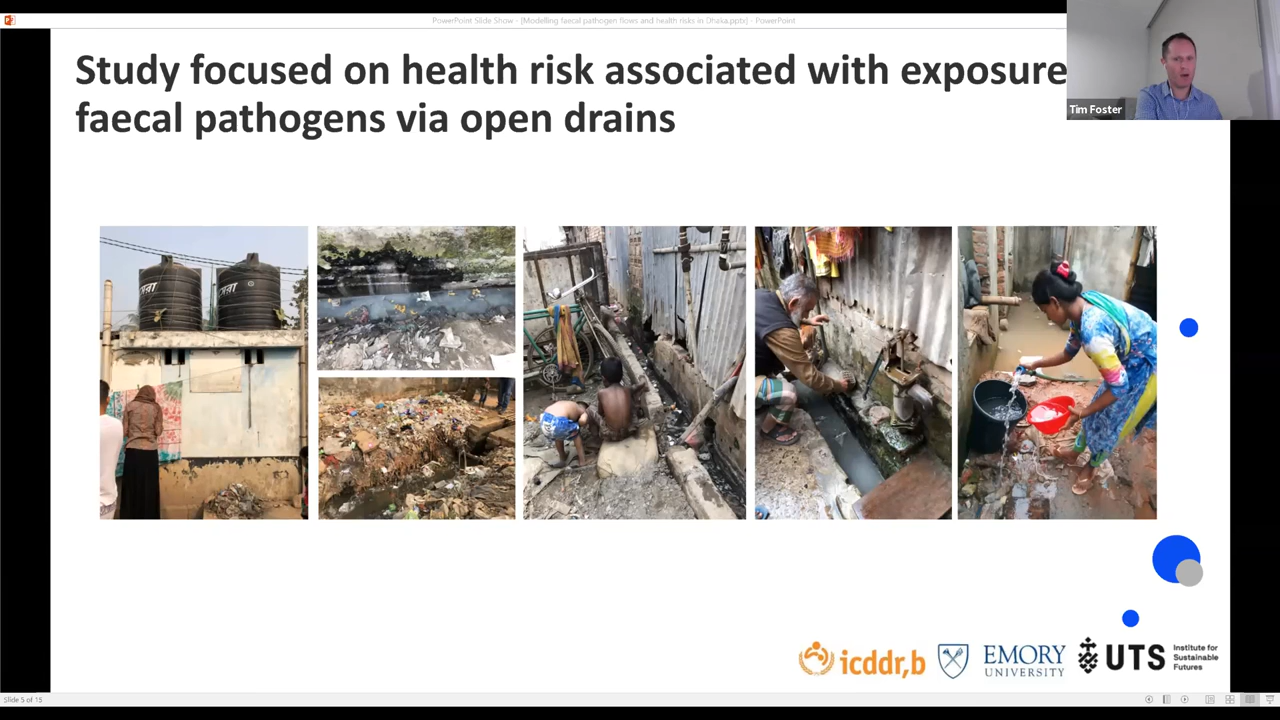 PowerPoint Slide Show - [Modelling faecal pathogen flows and health risks in Dhaka.pptx] - PowerPoint
Study focused on health risk associated with exposure
faecal pathogens via open drains
Tim Foster
icddr,b
EMORY
UNIVERSITY
UTS
Institute for
Sustainable
Futures
Slide 5 of 15